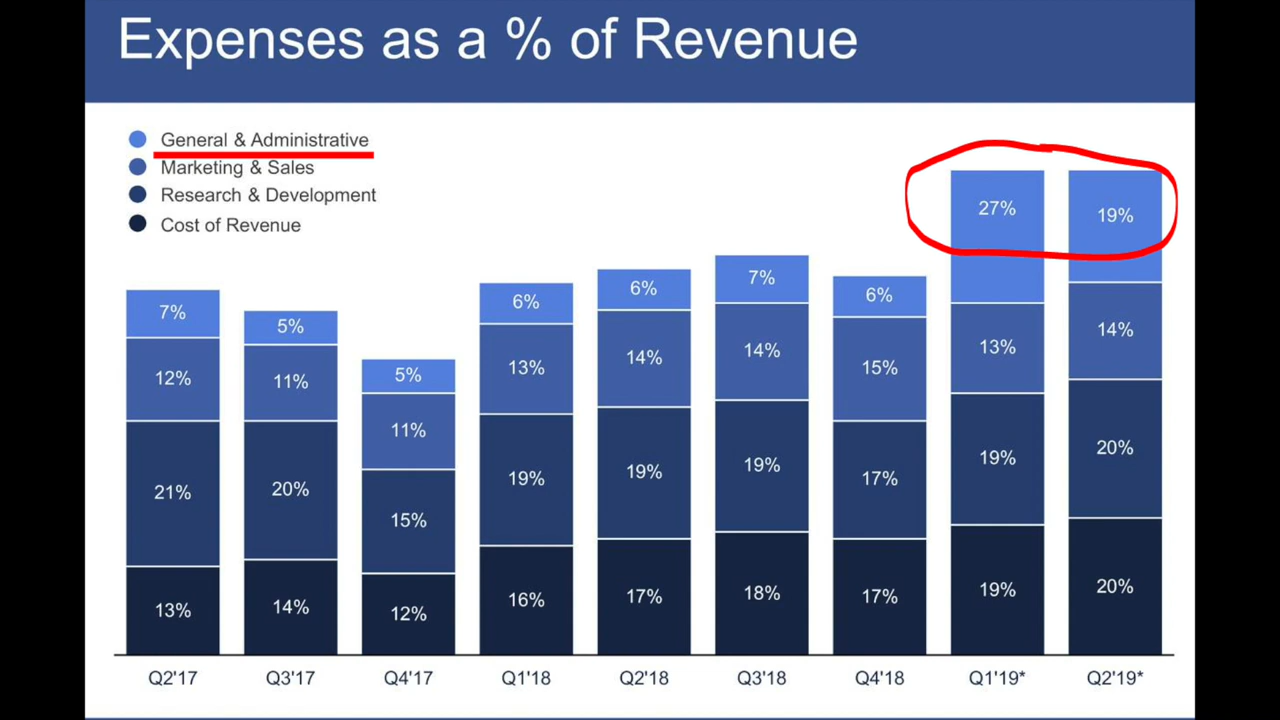 Expenses as a % of Revenue
General & Administrative
Marketing & Sales
Research & Development
Cost of Revenue
27% 19%
7% 5% 5% 6% 6% 7% 6%
12% 11% 11% 13% 14% 14% 15% 13% 14%
21% 20% 15% 19% 19% 19% 17% 19% 20%
13% 14% 12% 16% 17% 18% 17% 19% 20%
Q2'17 Q3'17 Q4'17 Q1'18 Q2'18 Q3'18 Q4'18 Q1'19* Q2'19*